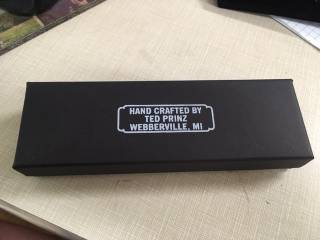 HAND CRAFTED BY
TED PRINZ
WEBBERVILLE, MI